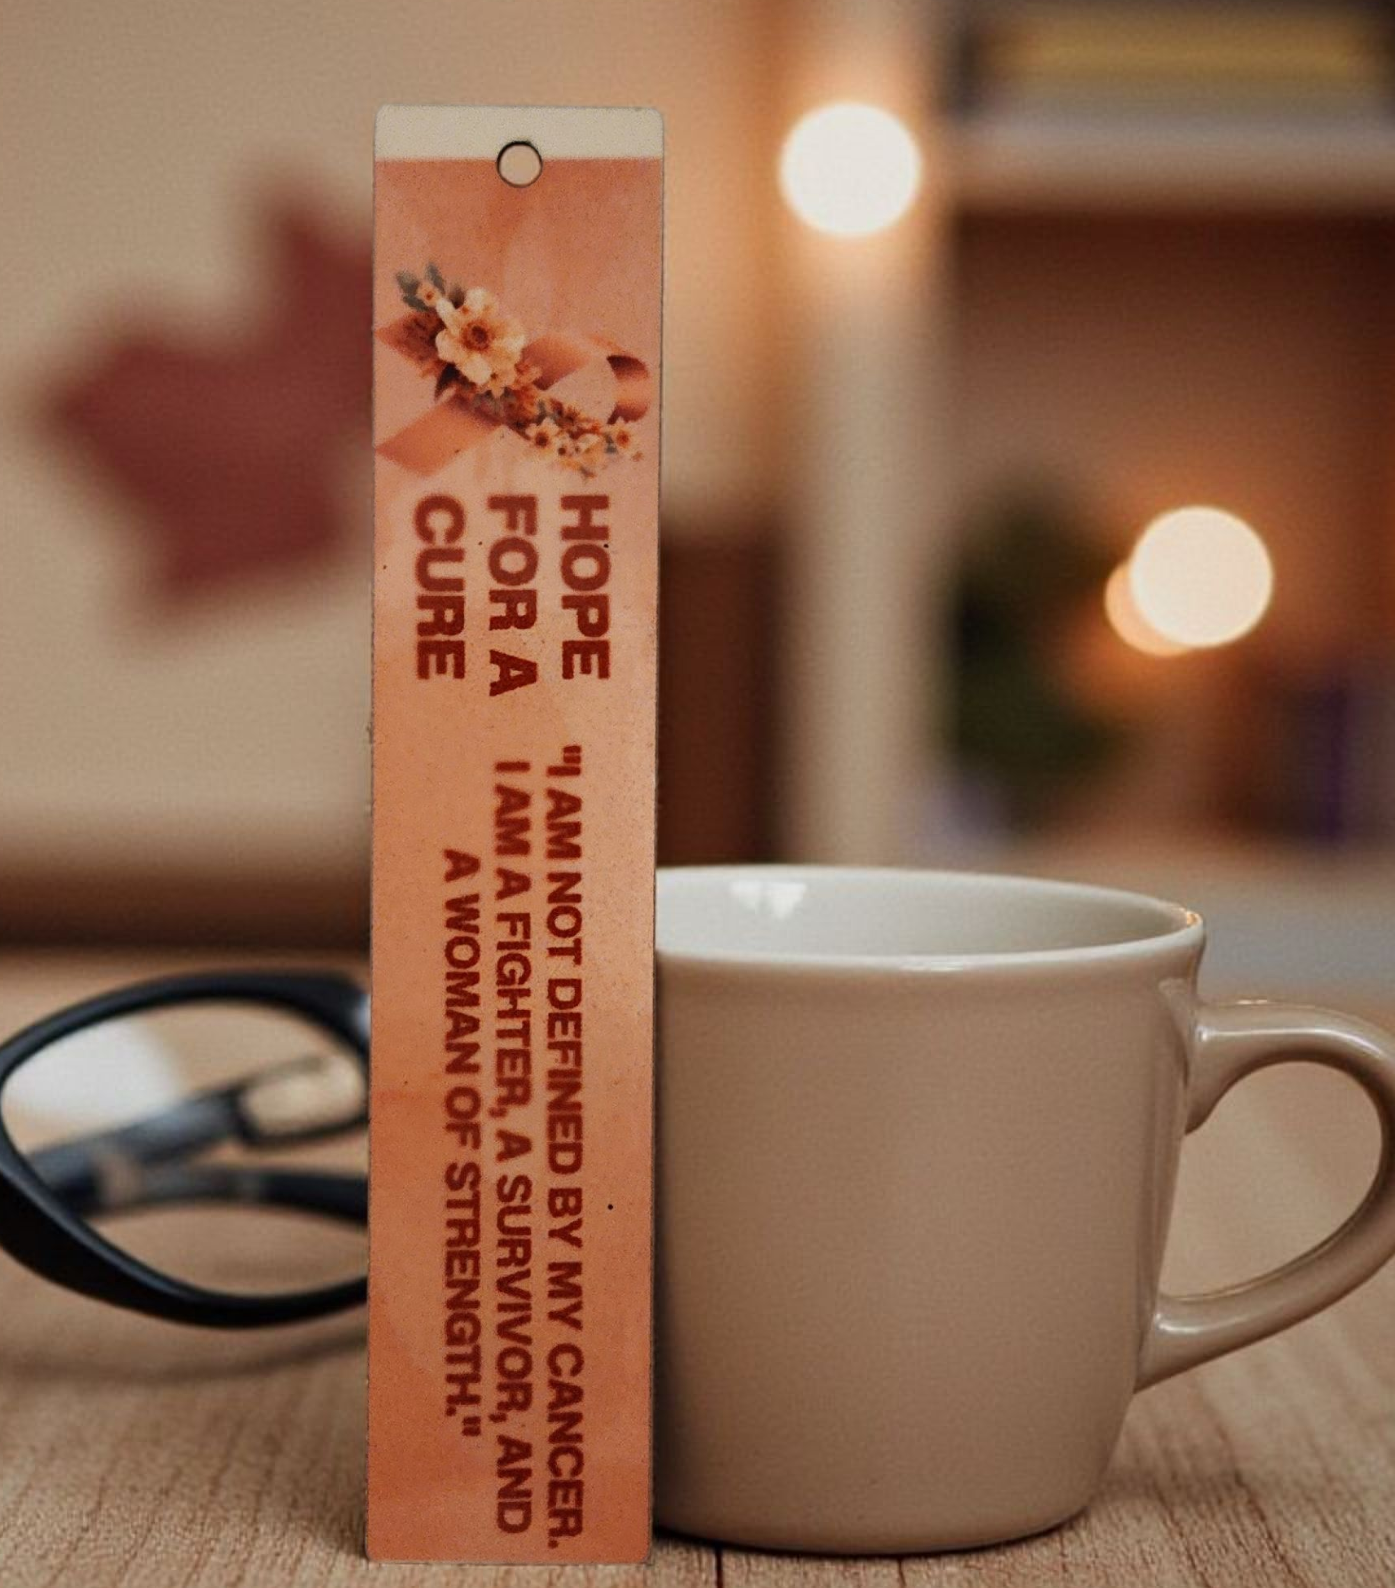 HOPE
FOR A
CURE
"I AM NOT DEFINED BY MY CANCER.
I AM A FIGHTER, A SURVIVOR, AND
A WOMAN OF STRENGTH."